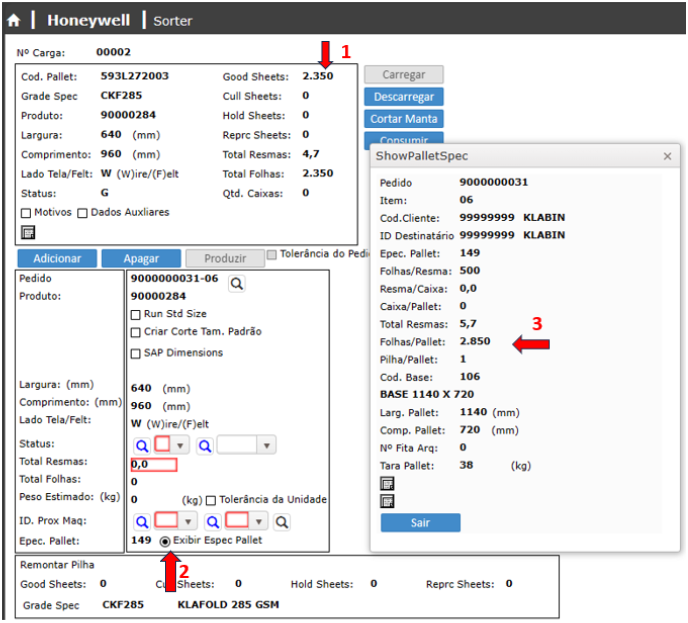 Honeywell Sorter
Nº Carga: 00002
1
Cod. Pallet: 593L272003 Good Sheets: 2.350
Grade Spec CKF285 Cull Sheets: 0
Produto: 90000284 Hold Sheets: 0
Largura: 640 (mm) Reprc Sheets: 0
Comprimento: 960 (mm) Total Resmas: 4,7
Lado Tela/Felt: W (W)ire/(F)elt Total Folhas: 2.350
Status: G Qtd. Caixas: 0
Motivos Dados Auxliares
Carregar
Descarregar
Cortar Manta
Consumir
Adicionar Apagar Produzir Tolerância do Pedi
Pedido 9000000031-06
Produto: 90000284
Run Std Size
Criar Corte Tam. Padrão
SAP Dimensions
Largura: (mm) 640 (mm)
Comprimento: (mm) 960 (mm)
Lado Tela/Felt: W (W)ire/(F)elt
Status:
Total Resmas: 0,0
Total Folhas: 0
Peso Estimado: (kg) 0 (kg) Tolerância da Unidade
ID. Prox Maq:
Epec. Pallet: 149 Exibir Espec Pallet
2
ShowPalletSpec ×
Pedido 9000000031
Item: 06
Cod.Cliente: 99999999 KLABIN
ID Destinatário 99999999 KLABIN
Epec. Pallet: 149
Folhas/Resma: 500
Resma/Caixa: 0,0
Caixa/Pallet: 0
Total Resmas: 5,7
3
Folhas/Pallet: 2.850
Pilha/Pallet: 1
Cod. Base: 106
BASE 1140 X 720
Larg. Pallet: 1140 (mm)
Comp. Pallet: 720 (mm)
Nº Fita Arq: 0
Tara Pallet: 38 (kg)
Sair
Remontar Pilha
Good Sheets: 0 Cu Sheets: 0 Hold Sheets: 0 Reprc Sheets: 0
Grade Spec CKF285 KLAFOLD 285 GSM